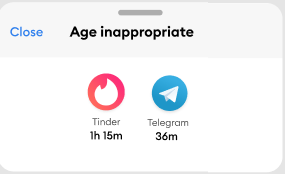 Close Age inappropriate
Tinder Telegram
1h 15m 36m